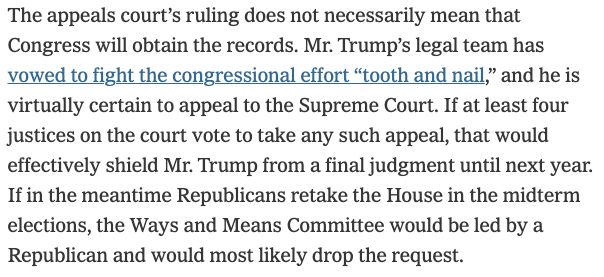 The appeals court’s ruling does not necessarily mean that
Congress will obtain the records. Mr. Trump’s legal team has
vowed to fight the congressional effort “tooth and nail,” and he is
virtually certain to appeal to the Supreme Court. If at least four
justices on the court vote to take any such appeal, that would
effectively shield Mr. Trump from a final judgment until next year.
If in the meantime Republicans retake the House in the midterm
elections, the Ways and Means Committee would be led by a
Republican and would most likely drop the request.